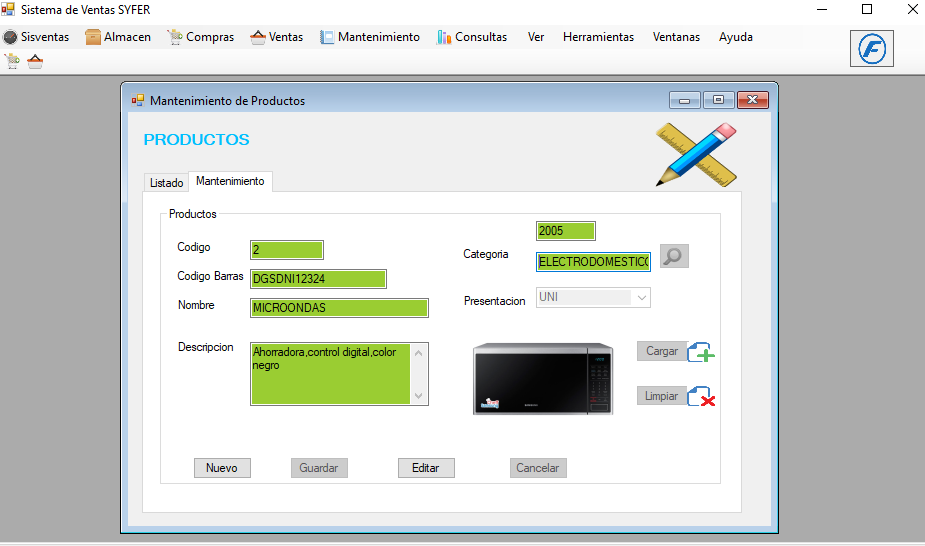 Sistema de Ventas SYFER
Sisventas Almacen Compras Ventas Mantenimiento Consultas Ver Herramientas Ventanas Ayuda
F
Mantenimiento de Productos
PRODUCTOS
Listado Mantenimiento
Productos
2005
Codigo 2
Categoria ELECTRODOMESTICO
Codigo Barras DGSDNI12324
Nombre MICROONDAS
Presentacion UNI
Descripcion Ahorradora,control digital,color
negro
Cargar
Limpiar
Nuevo Guardar Editar Cancelar